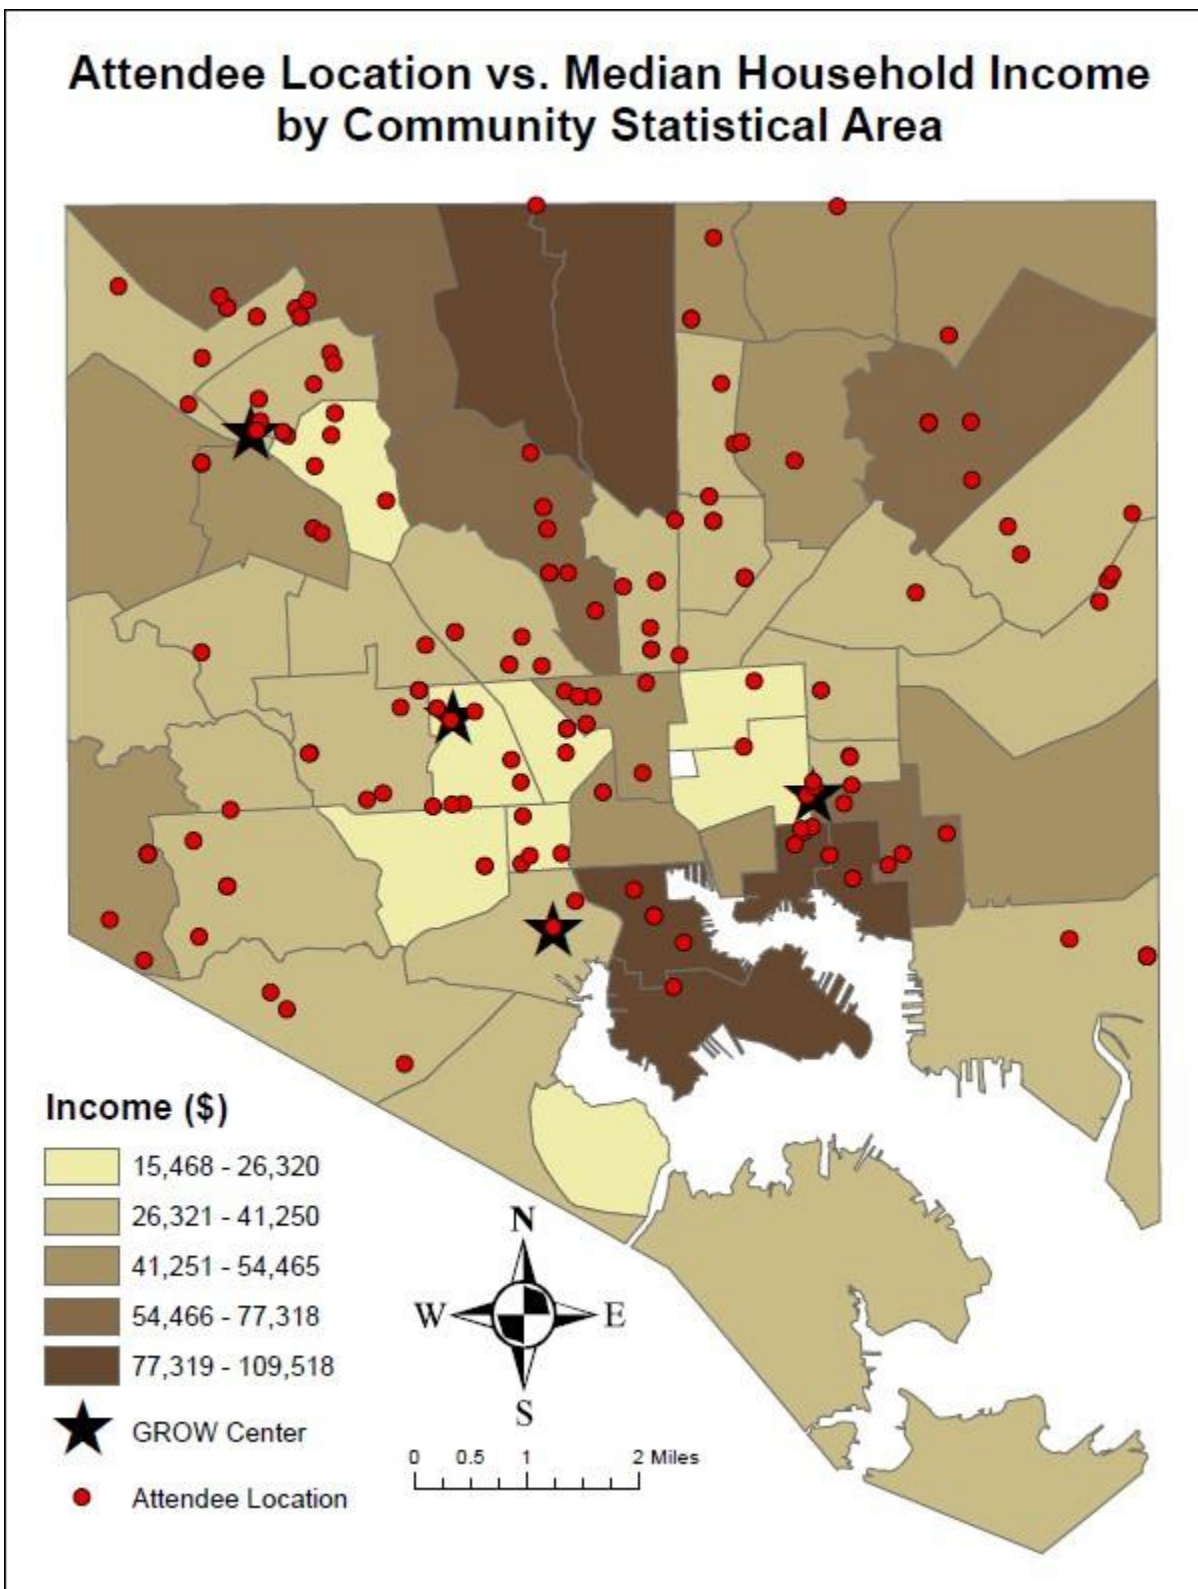 Attendee Location vs. Median Household Income
by Community Statistical Area
Income ($)
15,468 - 26,320
26,321 - 41,250
41,251 - 54,465
54,466 - 77,318
77,319 - 109,518
GROW Center
Attendee Location
N
W E
S
0 0.5 1 2 Miles